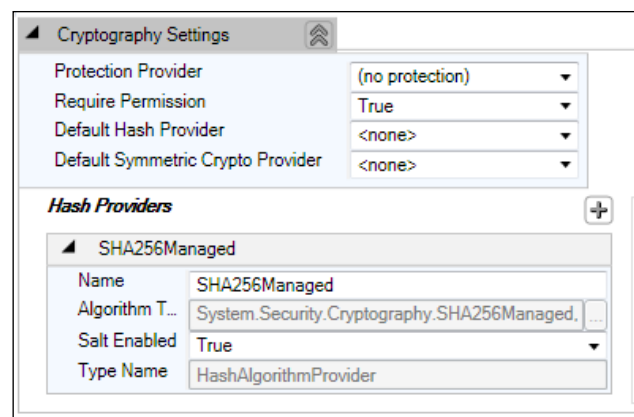 Cryptography Settings
Protection Provider (no protection)
Require Permission True
Default Hash Provider <none>
Default Symmetric Crypto Provider <none>
Hash Providers
SHA256Managed
Name SHA256Managed
Algorithm T... System.Security.Cryptography.SHA256Managed, ...
Salt Enabled True
Type Name HashAlgorithmProvider